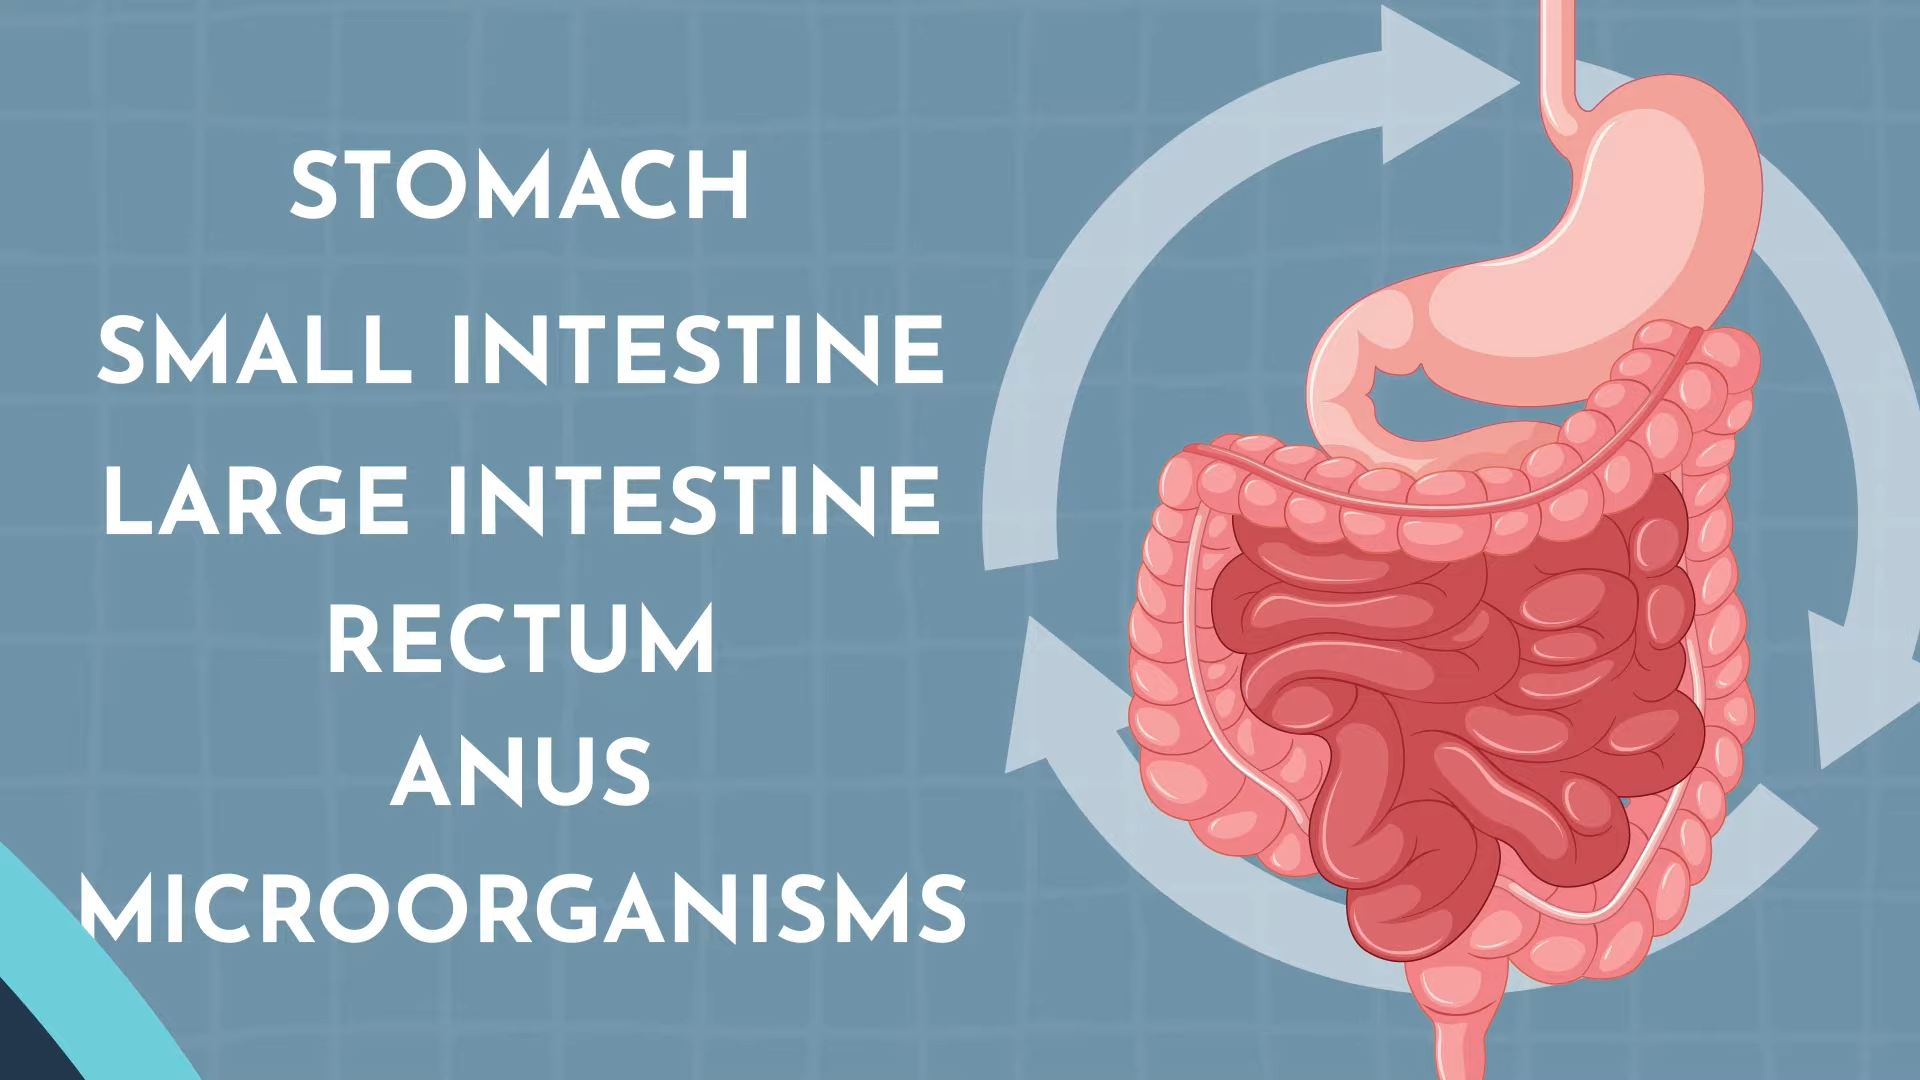 STOMACH
SMALL INTESTINE
LARGE INTESTINE
RECTUM
ANUS
MICROORGANISMS